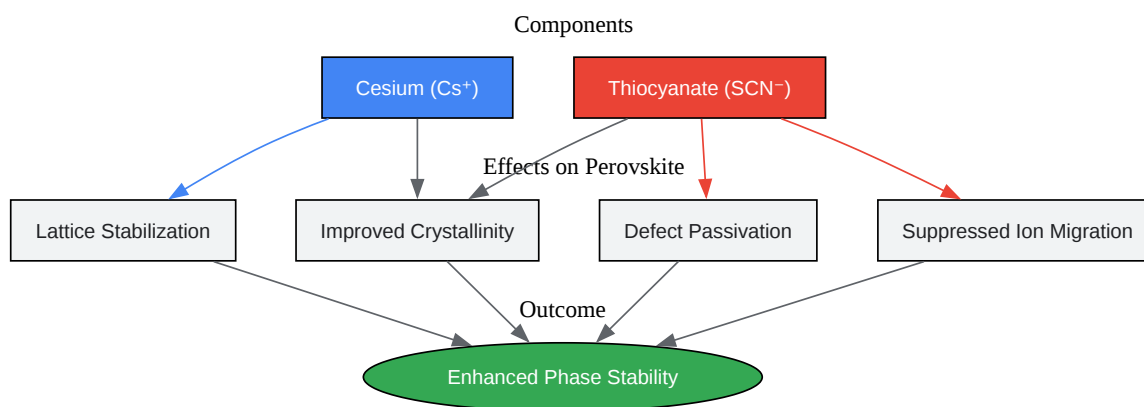 Components
Cesium (Cs⁺)
Thiocyanate (SCN⁻)
Effects on Perovskite
Lattice Stabilization
Improved Crystallinity
Defect Passivation
Suppressed Ion Migration
Outcome
Enhanced Phase Stability